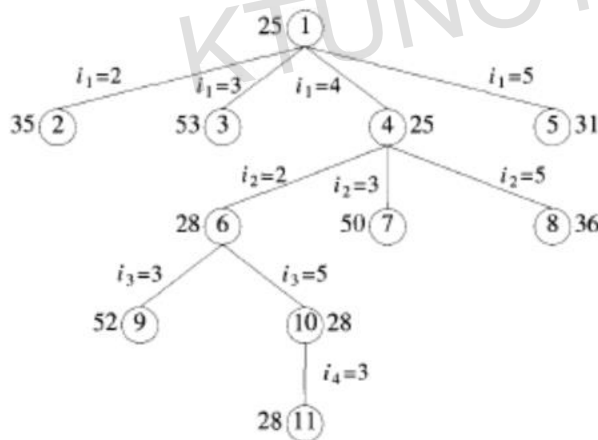 KTUNOT
25 1
i₁=2 i₁=3 i₁=4 i₁=5
35 2 53 3 4 25 5 31
i₂=2 i₂=3 i₂=5
28 6 50 7 8 36
i₃=3 i₃=5
52 9 10 28
i₄=3
28 11